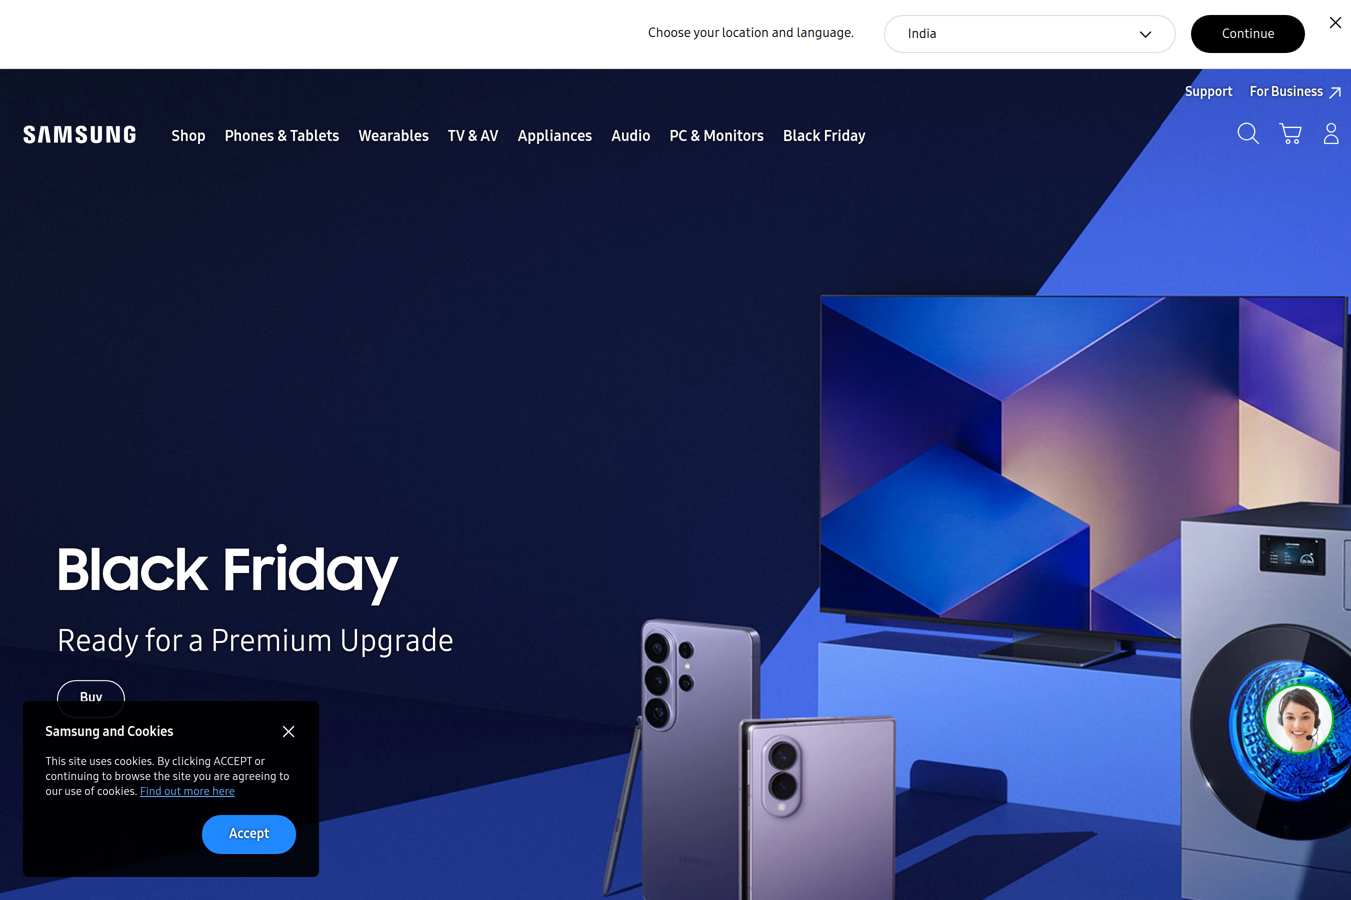 Choose your location and language.
India
Continue
Support
For Business
SAMSUNG
Shop
Phones & Tablets
Wearables
TV & AV
Appliances
Audio
PC & Monitors
Black Friday
Black Friday
Ready for a Premium Upgrade
Buy
Samsung and Cookies
This site uses cookies. By clicking ACCEPT or
continuing to browse the site you are agreeing to
our use of cookies. Find out more here
Accept